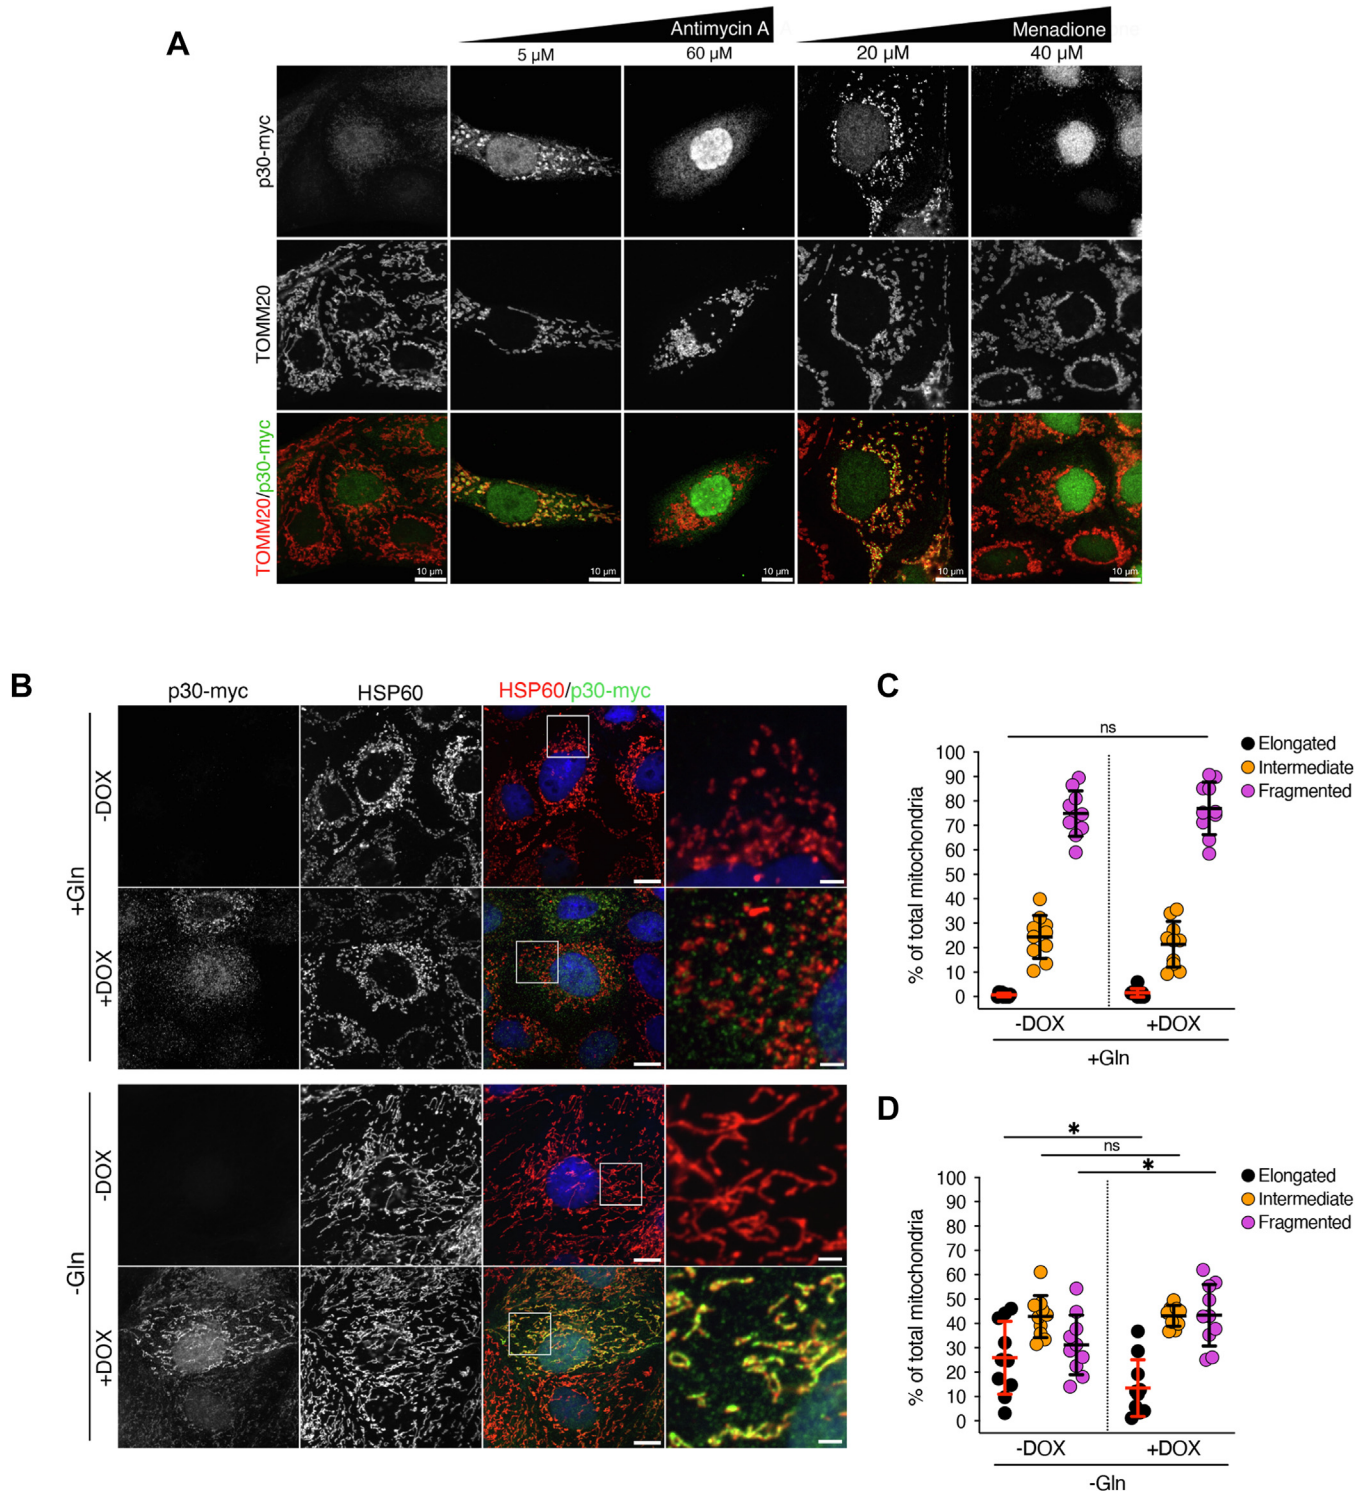 A
Antimycin A
Menadione
5 µM
60 µM
20 µM
40 µM
p30-myc
TOMM20
TOMM20/p30-myc
10 µm
10 µm
10 µm
10 µm
10 µm
B
p30-myc
HSP60
HSP60/p30-myc
+Gln
-DOX
+DOX
-Gln
-DOX
+DOX
C
ns
% of total mitochondria
100
90
80
70
60
50
40
30
20
10
0
Elongated
Intermediate
Fragmented
-DOX
+DOX
+Gln
D
*
ns
*
% of total mitochondria
100
90
80
70
60
50
40
30
20
10
0
Elongated
Intermediate
Fragmented
-DOX
+DOX
-Gln